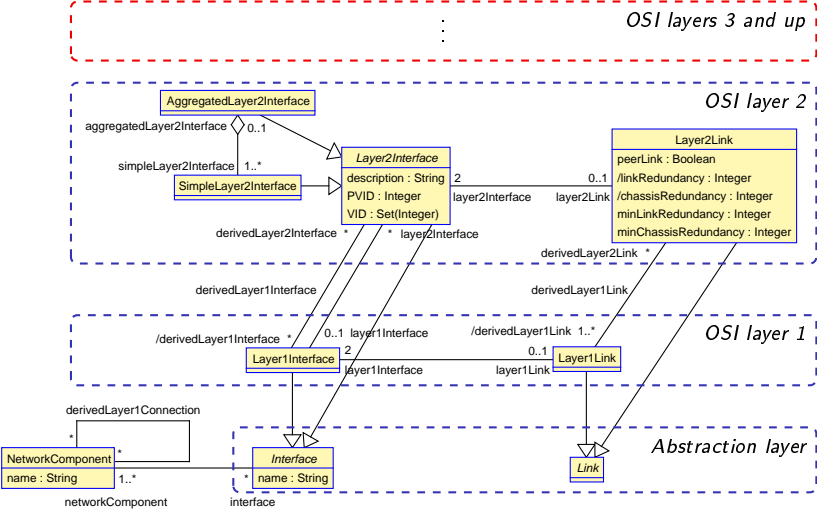 OSI layers 3 and up
OSI layer 2
AggregatedLayer2Interface
aggregatedLayer2Interface 0..1
simpleLayer2Interface 1..*
SimpleLayer2Interface
Layer2Interface
description : String
PVID : Integer
VID : Set(Integer)
2 0..1
layer2Interface layer2Link
Layer2Link
peerLink : Boolean
/linkRedundancy : Integer
/chassisRedundancy : Integer
minLinkRedundancy : Integer
minChassisRedundancy : Integer
derivedLayer2Interface * * layer2Interface
derivedLayer2Link *
derivedLayer1Interface
derivedLayer1Link
OSI layer 1
/derivedLayer1Interface * 0..1 layer1Interface
/derivedLayer1Link 1..*
Layer1Interface
2 0..1
layer1Interface layer1Link
Layer1Link
derivedLayer1Connection
*
*
NetworkComponent
name : String
1..* *
networkComponent interface
Abstraction layer
Interface
name : String
Link